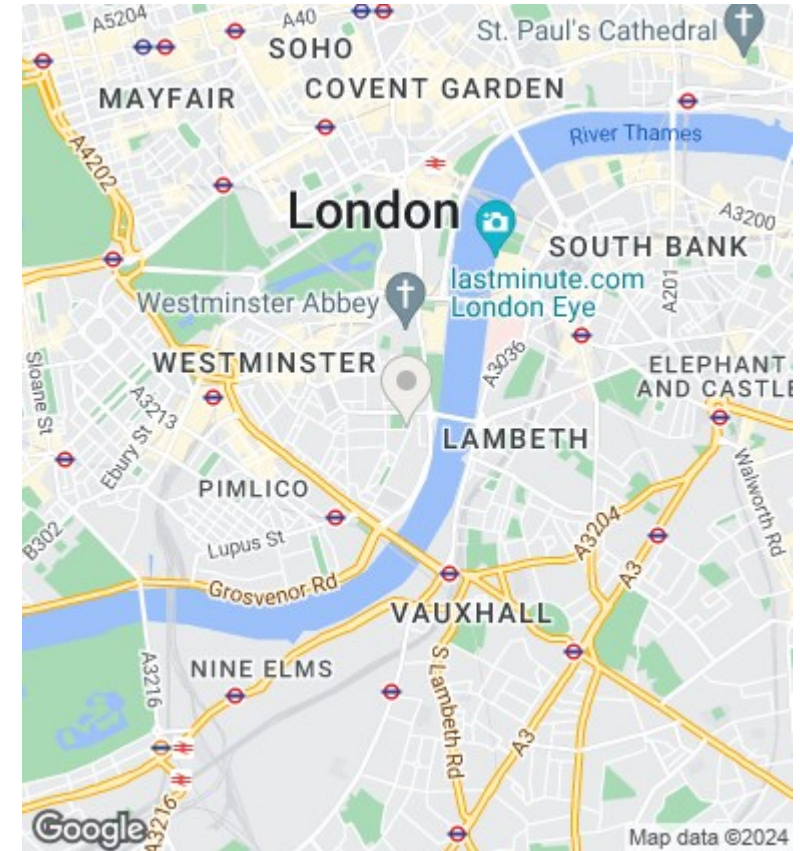 A5204
A40
St. Paul's Cathedral
SOHO
MAYFAIR
COVENT GARDEN
River Thames
A4202
London
A3200
SOUTH BANK
lastminute.com
London Eye
A201
Westminster Abbey
WESTMINSTER
A3036
ELEPHANT
AND CASTLE
Sloane St
A3213
Ebury St
LAMBETH
PIMLICO
Walworth Rd
B302
Lupus St
A3204
A3
Grosvenor Rd
VAUXHALL
A3216
NINE ELMS
S Lambeth Rd
A3
A3216
Google
Map data ©2024